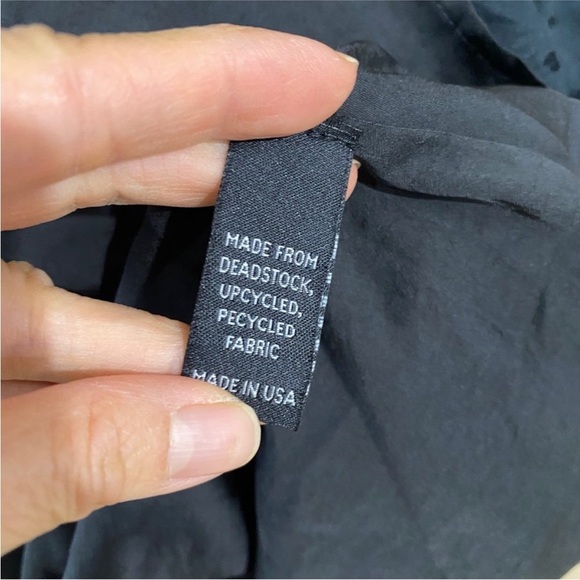 MADE FROM
DEADSTOCK,
UPCYCLED,
PECYCLED
FABRIC
MADE IN USA